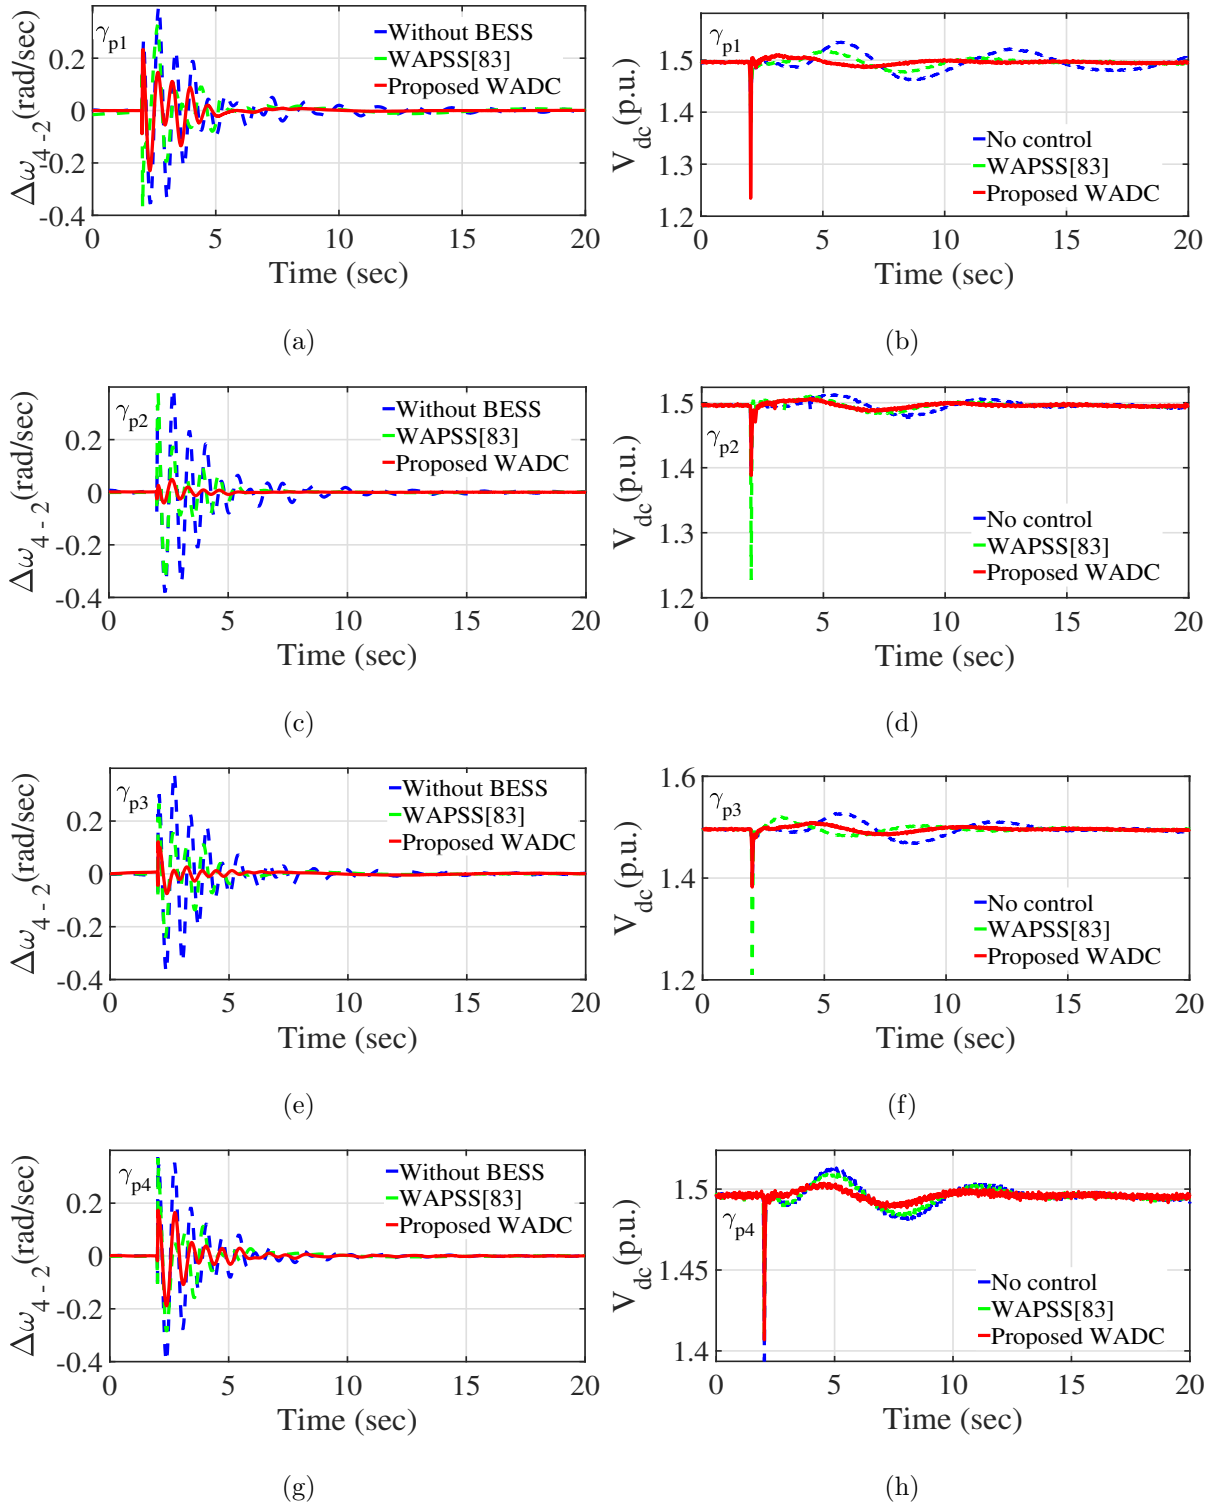 γp1
Δω4 - 2(rad/sec)
0.2
0
-0.2
-0.4
0 5 10 15 20
Time (sec)
Without BESS
WAPSS[83]
Proposed WADC
(a)
γp1
Vdc(p.u.)
1.5
1.4
1.3
1.2
0 5 10 15 20
Time (sec)
No control
WAPSS[83]
Proposed WADC
(b)
γp2
Δω4 - 2(rad/sec)
0.2
0
-0.2
-0.4
0 5 10 15 20
Time (sec)
Without BESS
WAPSS[83]
Proposed WADC
(c)
γp2
Vdc(p.u.)
1.5
1.4
1.3
1.2
0 5 10 15 20
Time (sec)
No control
WAPSS[83]
Proposed WADC
(d)
γp3
Δω4 - 2(rad/sec)
0.2
0
-0.2
-0.4
0 5 10 15 20
Time (sec)
Without BESS
WAPSS[83]
Proposed WADC
(e)
γp3
Vdc(p.u.)
1.6
1.4
1.2
0 5 10 15 20
Time (sec)
No control
WAPSS[83]
Proposed WADC
(f)
γp4
Δω4 - 2(rad/sec)
0.2
0
-0.2
-0.4
0 5 10 15 20
Time (sec)
Without BESS
WAPSS[83]
Proposed WADC
(g)
γp4
Vdc(p.u.)
1.5
1.45
1.4
0 5 10 15 20
Time (sec)
No control
WAPSS[83]
Proposed WADC
(h)